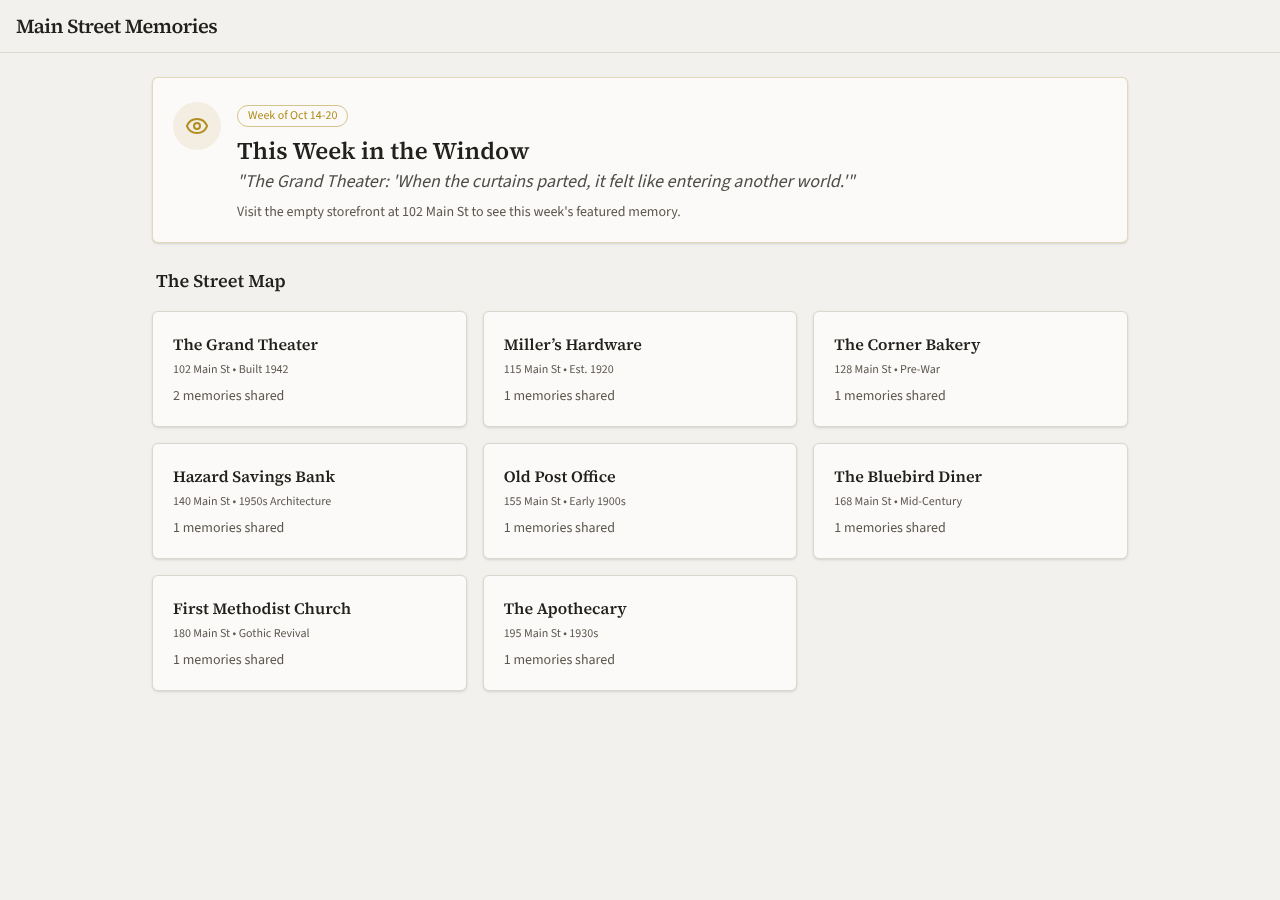 Main Street Memories
Week of Oct 14-20
This Week in the Window
"The Grand Theater: 'When the curtains parted, it felt like entering another world.'"
Visit the empty storefront at 102 Main St to see this week's featured memory.
The Street Map
The Grand Theater
102 Main St • Built 1942
2 memories shared
Miller’s Hardware
115 Main St • Est. 1920
1 memories shared
The Corner Bakery
128 Main St • Pre-War
1 memories shared
Hazard Savings Bank
140 Main St • 1950s Architecture
1 memories shared
Old Post Office
155 Main St • Early 1900s
1 memories shared
The Bluebird Diner
168 Main St • Mid-Century
1 memories shared
First Methodist Church
180 Main St • Gothic Revival
1 memories shared
The Apothecary
195 Main St • 1930s
1 memories shared